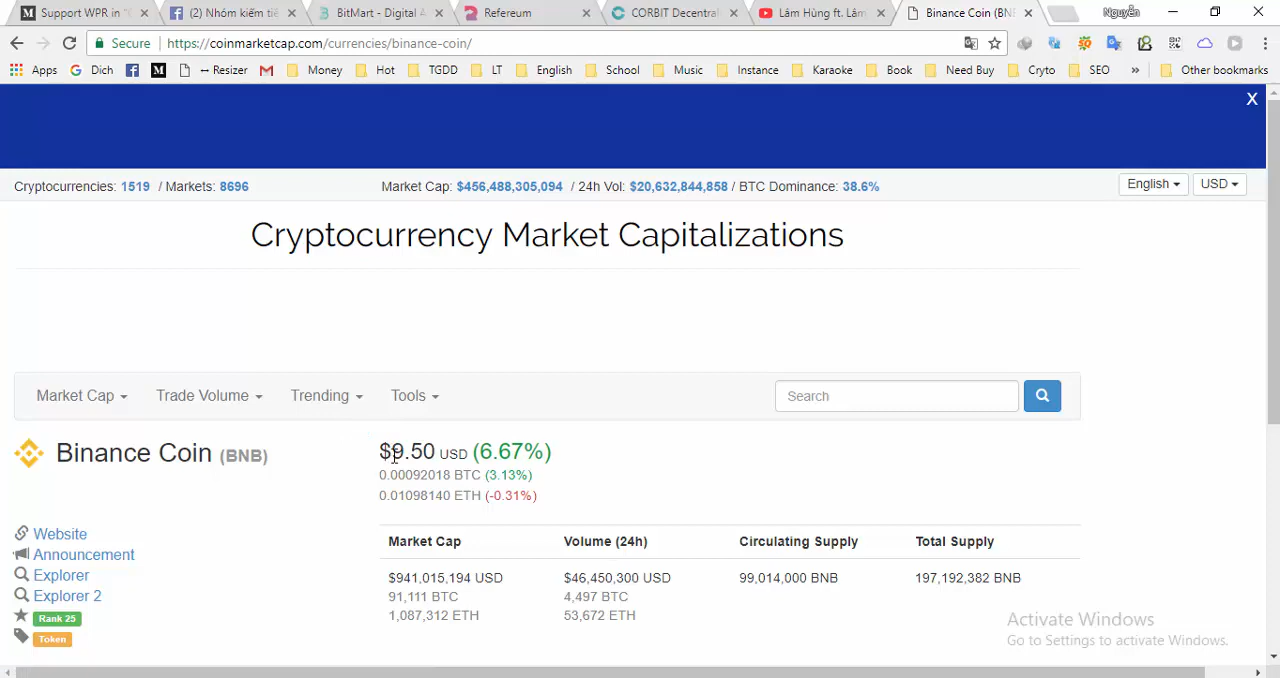 Support WPR in "
(2) Nhóm kiếm tiề
BitMart - Digital A
Refereum
CORBIT Decentral
Lâm Hùng ft. Lâm
Binance Coin (BNB
Nguyễn
Secure
https://coinmarketcap.com/currencies/binance-coin/
Apps
Dich
-- Resizer
Money
Hot
TGDD
LT
English
School
Music
Instance
Karaoke
Book
Need Buy
Cryto
SEO
»
Other bookmarks
X
Cryptocurrencies: 1519 / Markets: 8696
Market Cap: $456,488,305,094 / 24h Vol: $20,632,844,858 / BTC Dominance: 38.6%
English
USD
Cryptocurrency Market Capitalizations
Market Cap
Trade Volume
Trending
Tools
Search
Binance Coin (BNB)
$9.50 USD (6.67%)
0.00092018 BTC (3.13%)
0.01098140 ETH (-0.31%)
Website
Announcement
Explorer
Explorer 2
Rank 25
Token
Market Cap
Volume (24h)
Circulating Supply
Total Supply
$941,015,194 USD
$46,450,300 USD
99,014,000 BNB
197,192,382 BNB
91,111 BTC
4,497 BTC
1,087,312 ETH
53,672 ETH
Activate Windows
Go to Settings to activate Windows.